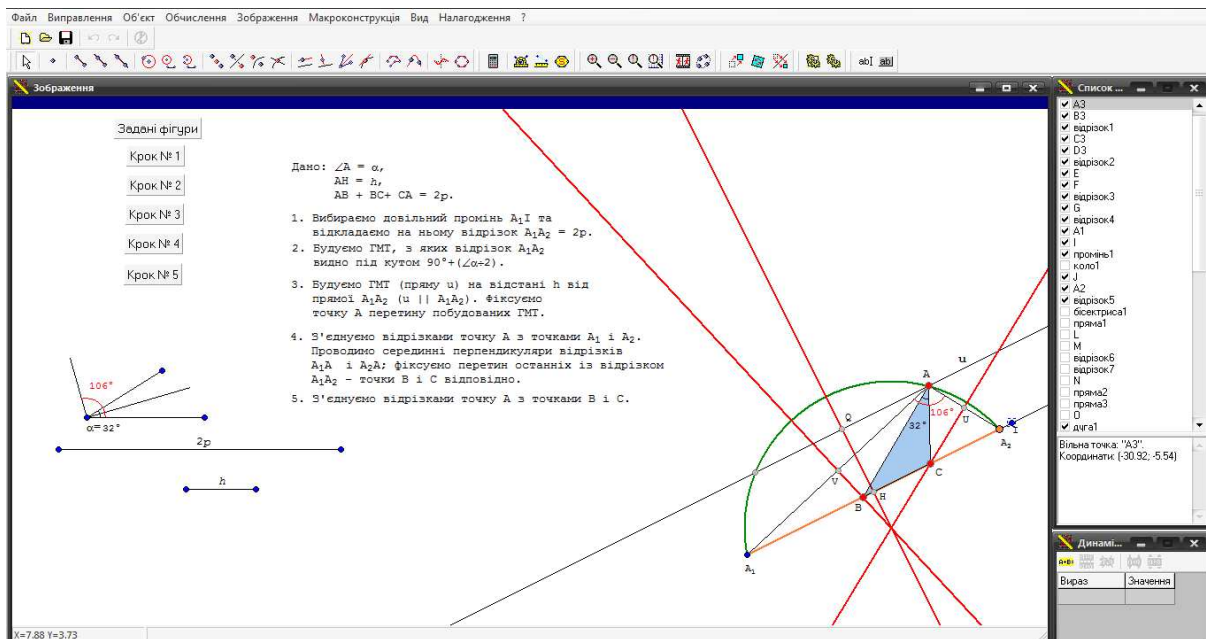 Файл Виправлення Об'єкт Обчислення Зображення Макроконструкція Вид Налагодження ?
abI abl
Зображення
Задані фігури
Крок № 1
Крок № 2
Крок № 3
Крок № 4
Крок № 5
Дано: ∠A = α,
AH = h,
AB + BC+ CA = 2p.
1. Вибираємо довільний промінь A₁I та
відкладаємо на ньому відрізок A₁A₂ = 2p.
2. Будуємо ГМТ, з яких відрізок A₁A₂
видно під кутом 90°+(∠α÷2).
3. Будуємо ГМТ (пряму u) на відстані h від
прямої A₁A₂ (u || A₁A₂). Фіксуємо
точку A перетину побудованих ГМТ.
4. З'єднуємо відрізками точку A з точками A₁ і A₂.
Проводимо серединні перпендикуляри відрізків
A₁A і A₂A; фіксуємо перетин останніх із відрізком
A₁A₂ – точки B і C відповідно.
5. З'єднуємо відрізками точку A з точками B і C.
106°
α=32°
2p
h
u
A
106°
32°
Q
U
I
A₂
V
C
H
B
A₁
X=7.88 Y=3.73
Список ...
A3
B3
відрізок1
C3
D3
відрізок2
E
F
відрізок3
G
відрізок4
A1
I
промінь1
коло1
J
A2
відрізок5
бісектриса1
пряма1
L
M
відрізок6
відрізок7
N
пряма2
пряма3
O
дуга1
Вільна точка: "A3".
Координати: (-30.92; -5.54)
Динамі...
Вираз Значення